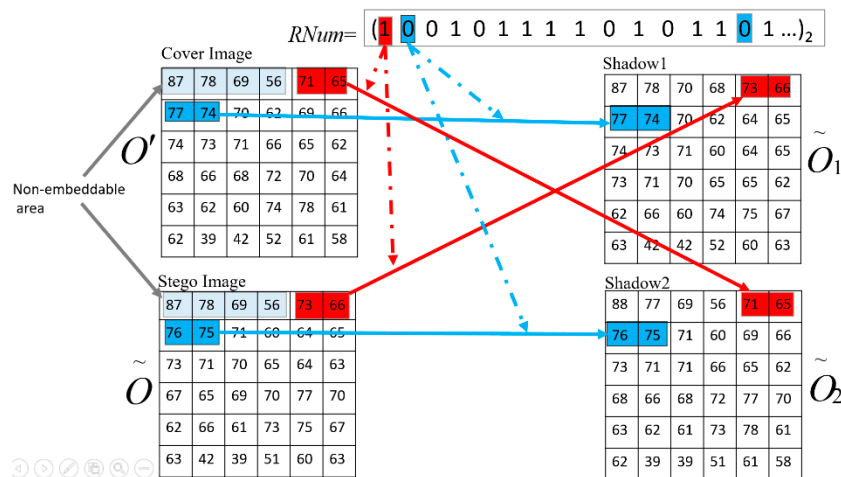 RNum= (1 0 0 1 0 1 1 1 1 0 1 0 1 1 0 1 ...)₂
Cover Image
87 78 69 56 71 65
77 74 70 62 69 66
74 73 71 66 65 62
68 66 68 72 70 64
63 62 60 74 78 61
62 39 42 52 61 58
O'
Non-embeddable
area
Stego Image
87 78 69 56 73 66
76 75 71 60 64 65
73 71 70 65 64 63
67 65 69 70 77 70
62 66 61 73 75 67
63 42 39 51 60 63
Õ
Shadow1
87 78 70 68 73 66
77 74 70 62 64 65
74 73 71 60 64 65
73 71 70 65 65 62
62 66 60 74 75 67
63 42 42 52 60 63
Õ₁
Shadow2
88 77 69 56 71 65
76 75 71 60 69 66
73 71 71 66 65 62
68 66 68 72 77 70
63 62 61 73 78 61
62 39 39 51 61 58
Õ₂